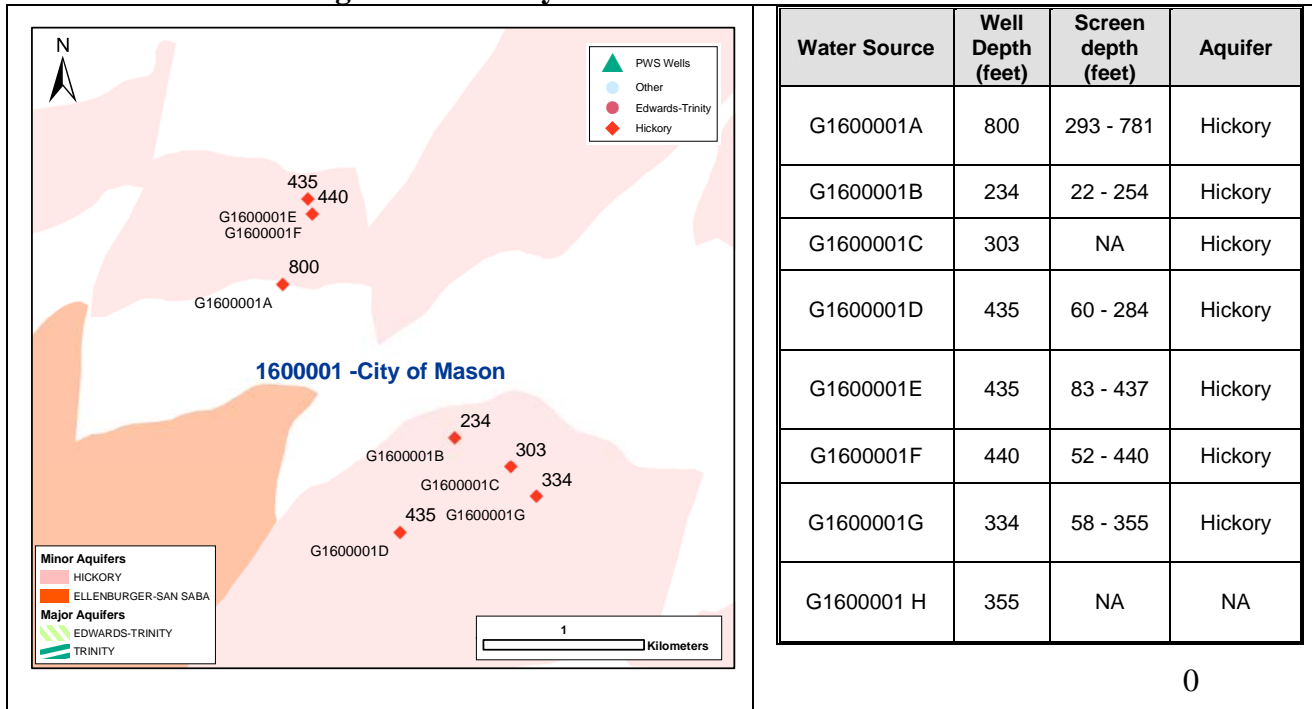 N
PWS Wells
Other
Edwards-Trinity
Hickory
435
440
G1600001E
G1600001F
800
G1600001A
1600001 -City of Mason
234
G1600001B
303
G1600001C
334
G1600001G
435
G1600001D
Minor Aquifers
HICKORY
ELLENBURGER-SAN SABA
Major Aquifers
EDWARDS-TRINITY
TRINITY
1
Kilometers
Water Source Well Depth (feet) Screen depth (feet) Aquifer
G1600001A 800 293 - 781 Hickory
G1600001B 234 22 - 254 Hickory
G1600001C 303 NA Hickory
G1600001D 435 60 - 284 Hickory
G1600001E 435 83 - 437 Hickory
G1600001F 440 52 - 440 Hickory
G1600001G 334 58 - 355 Hickory
G1600001 H 355 NA NA
0